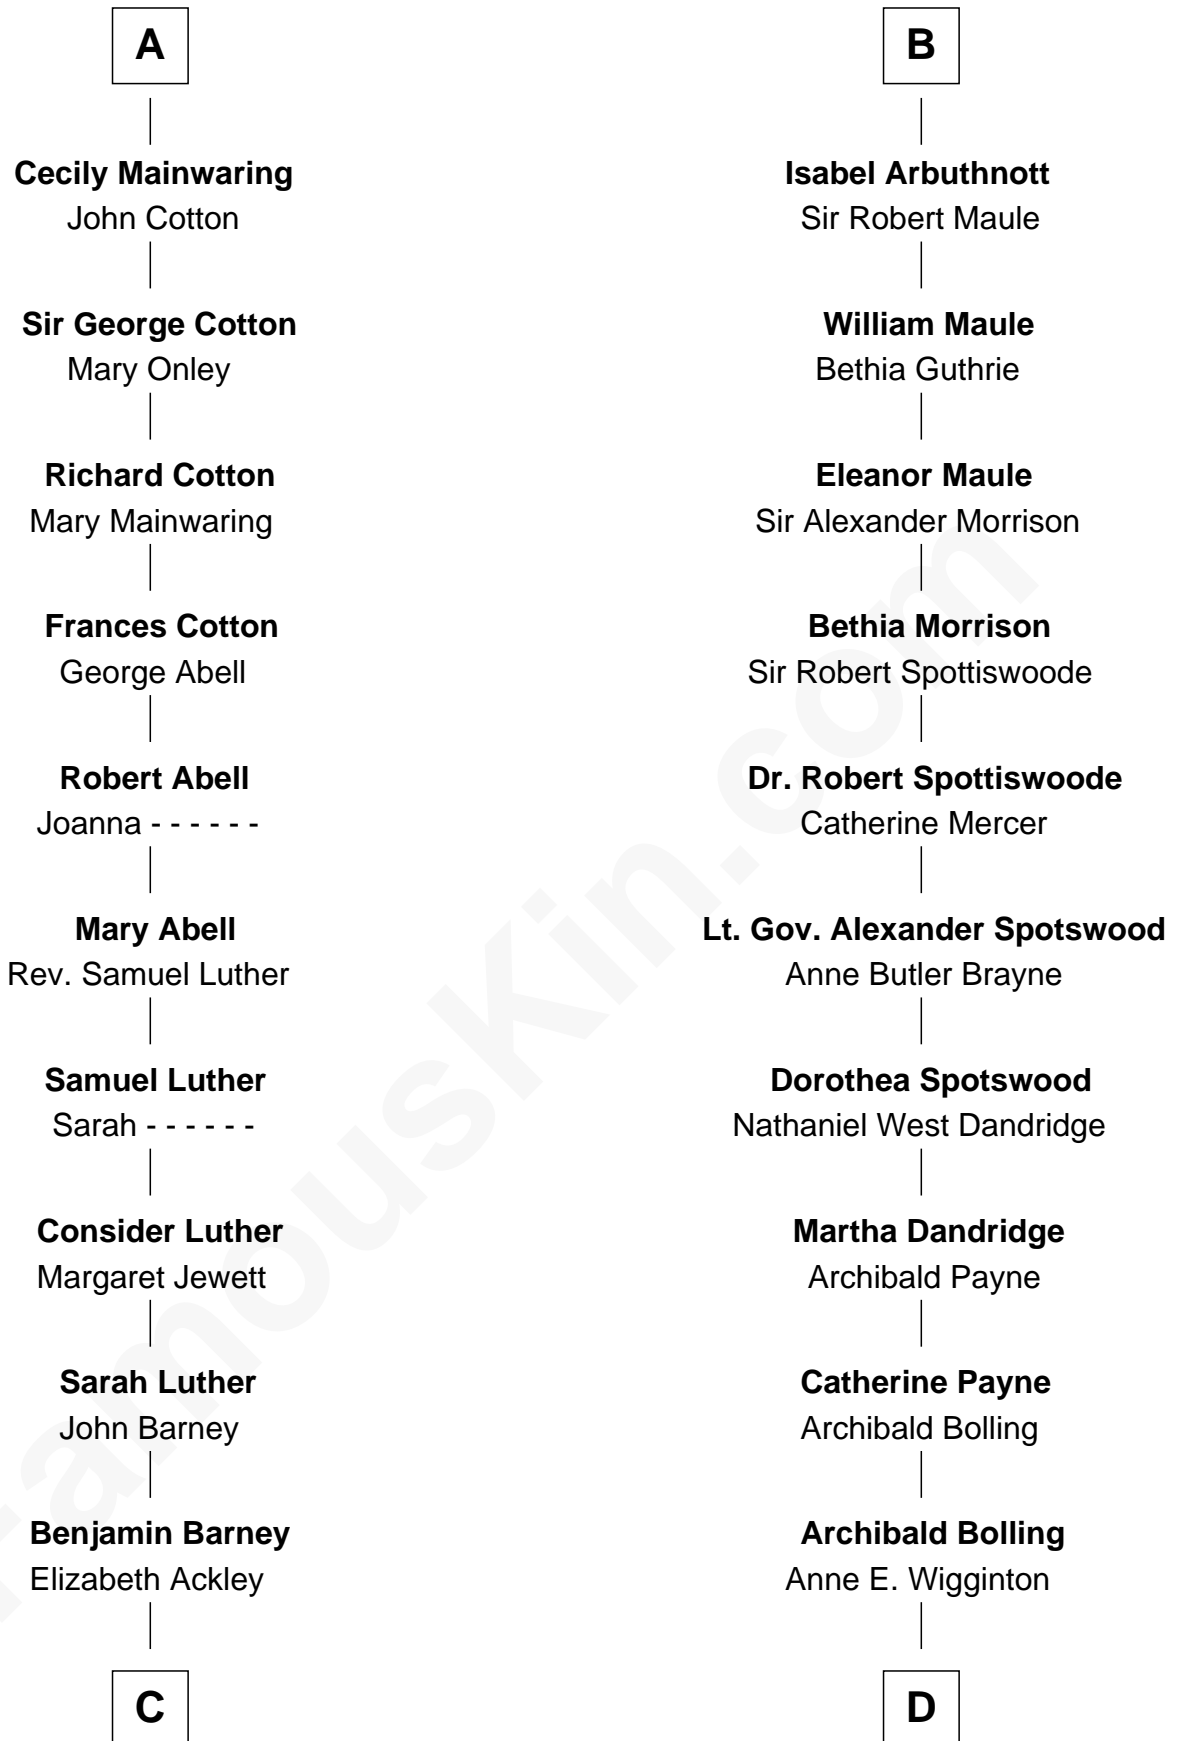 A
Cecily Mainwaring
John Cotton
Sir George Cotton
Mary Onley
Richard Cotton
Mary Mainwaring
Frances Cotton
George Abell
Robert Abell
Joanna - - - - - -
Mary Abell
Rev. Samuel Luther
Samuel Luther
Sarah - - - - - -
Consider Luther
Margaret Jewett
Sarah Luther
John Barney
Benjamin Barney
Elizabeth Ackley
C
B
Isabel Arbuthnott
Sir Robert Maule
William Maule
Bethia Guthrie
Eleanor Maule
Sir Alexander Morrison
Bethia Morrison
Sir Robert Spottiswoode
Dr. Robert Spottiswoode
Catherine Mercer
Lt. Gov. Alexander Spotswood
Anne Butler Brayne
Dorothea Spotswood
Nathaniel West Dandridge
Martha Dandridge
Archibald Payne
Catherine Payne
Archibald Bolling
Archibald Bolling
Anne E. Wigginton
D
FamousKin.com